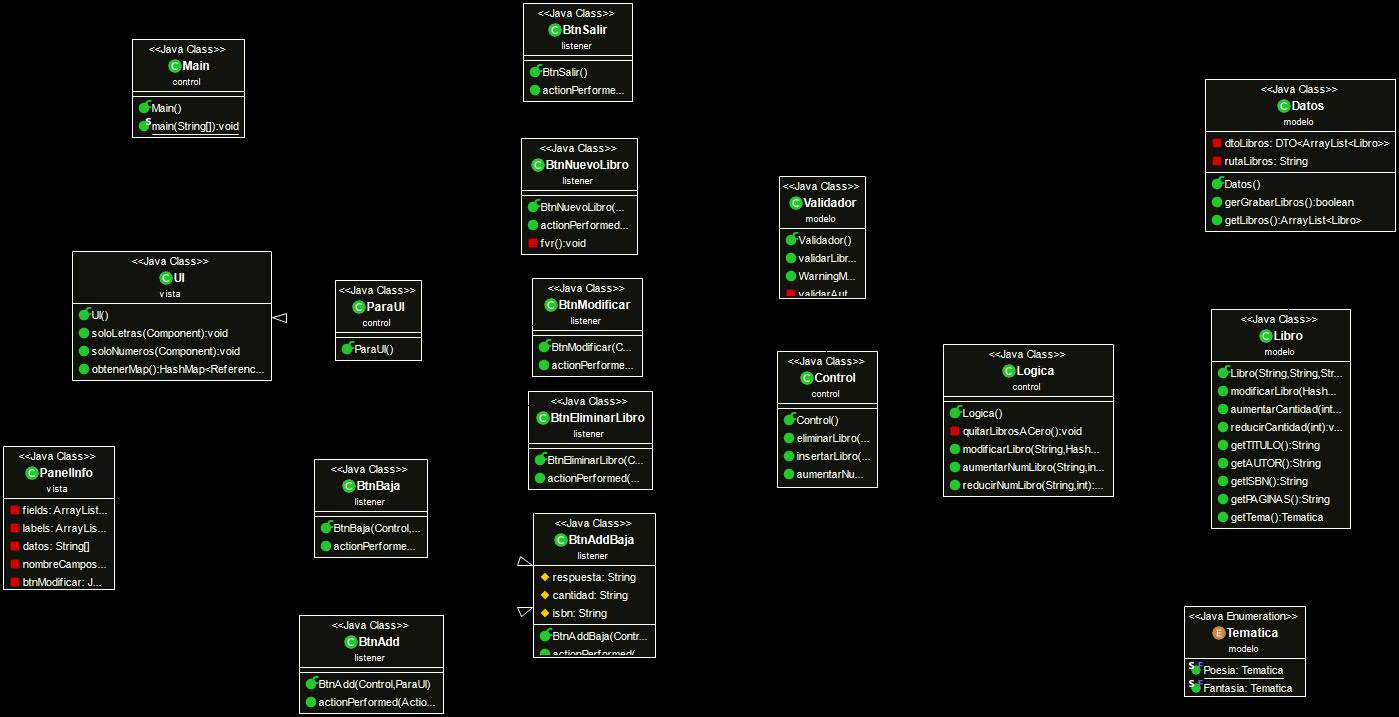 <<Java Class>>
BtnSalir
listener
BtnSalir()
actionPerforme...
<<Java Class>>
Main
control
Main()
main(String[]):void
<<Java Class>>
Datos
modelo
dtoLibros: DTO<ArrayList<Libro>>
rutaLibros: String
Datos()
gerGrabarLibros():boolean
getLibros():ArrayList<Libro>
<<Java Class>>
BtnNuevoLibro
listener
BtnNuevoLibro(...
actionPerformed...
fvr():void
<<Java Class>>
Validador
modelo
Validador()
validarLibr...
WarningM...
validarAut...
<<Java Class>>
UI
vista
UI()
soloLetras(Component):void
soloNumeros(Component):void
obtenerMap():HashMap<Referenc...
<<Java Class>>
ParaUI
control
ParaUI()
<<Java Class>>
BtnModificar
listener
BtnModificar(C...
actionPerforme...
<<Java Class>>
Libro
modelo
Libro(String,String,Str...
modificarLibro(Hash...
aumentarCantidad(int...
reducirCantidad(int):v...
getTITULO():String
getAUTOR():String
getISBN():String
getPAGINAS():String
getTema():Tematica
<<Java Class>>
Control
control
Control()
eliminarLibro(...
insertarLibro(...
aumentarNu...
<<Java Class>>
Logica
control
Logica()
quitarLibrosACero():void
modificarLibro(String,Hash...
aumentarNumLibro(String,in...
reducirNumLibro(String,int):...
<<Java Class>>
BtnEliminarLibro
listener
BtnEliminarLibro(C...
actionPerformed(...
<<Java Class>>
PanelInfo
vista
fields: ArrayList...
labels: ArrayLis...
datos: String[]
nombreCampos...
btnModificar: J...
<<Java Class>>
BtnBaja
listener
BtnBaja(Control,...
actionPerforme...
<<Java Class>>
BtnAddBaja
listener
respuesta: String
cantidad: String
isbn: String
BtnAddBaja(Contr...
actionPerformed(
<<Java Class>>
BtnAdd
listener
BtnAdd(Control,ParaUI)
actionPerformed(Actio...
<<Java Enumeration>>
Tematica
modelo
Poesia: Tematica
Fantasia: Tematica